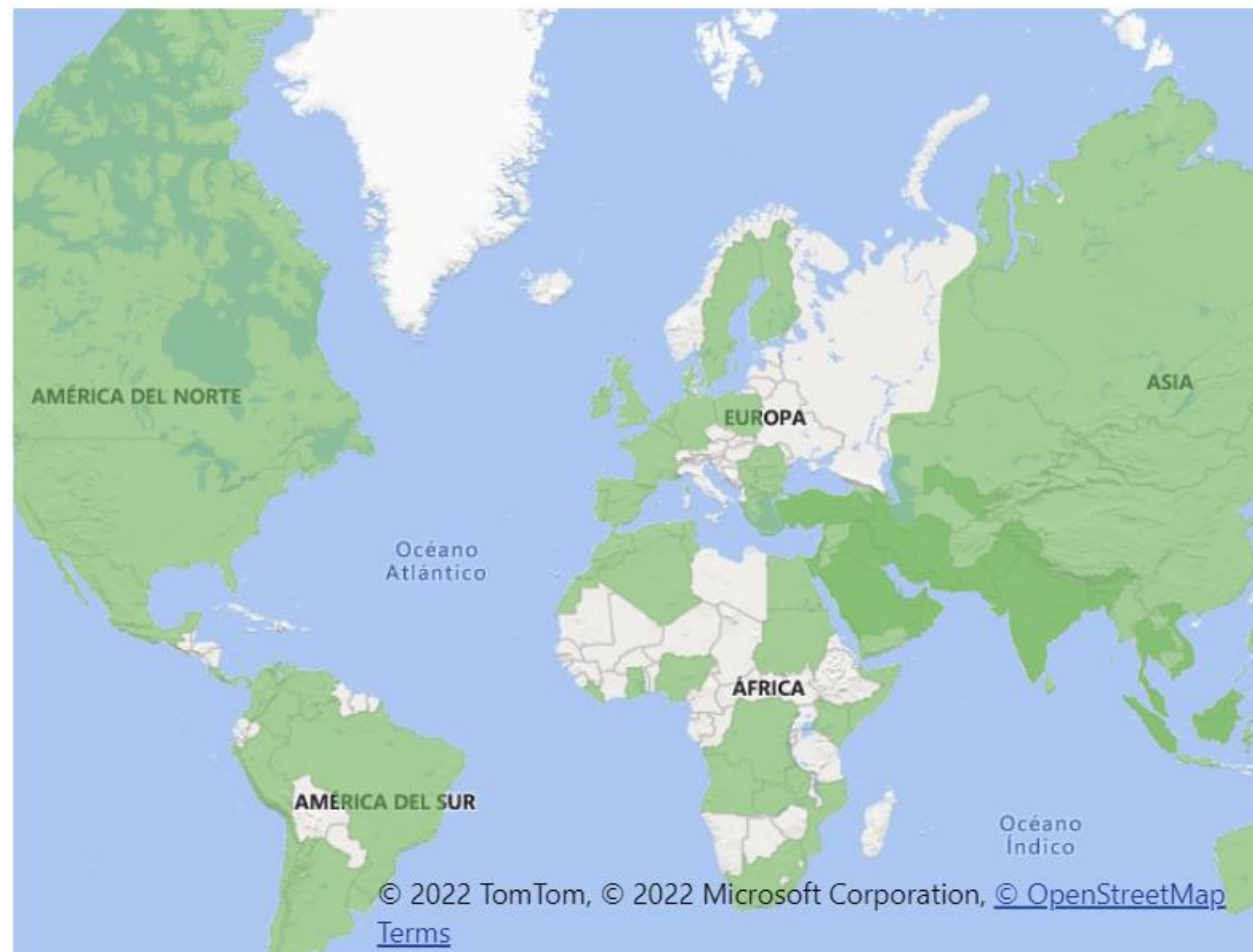 AMÉRICA DEL NORTE
ASIA
EUROPA
Océano
Atlántico
ÁFRICA
AMÉRICA DEL SUR
Océano
Índico
© 2022 TomTom, © 2022 Microsoft Corporation, © OpenStreetMap
Terms